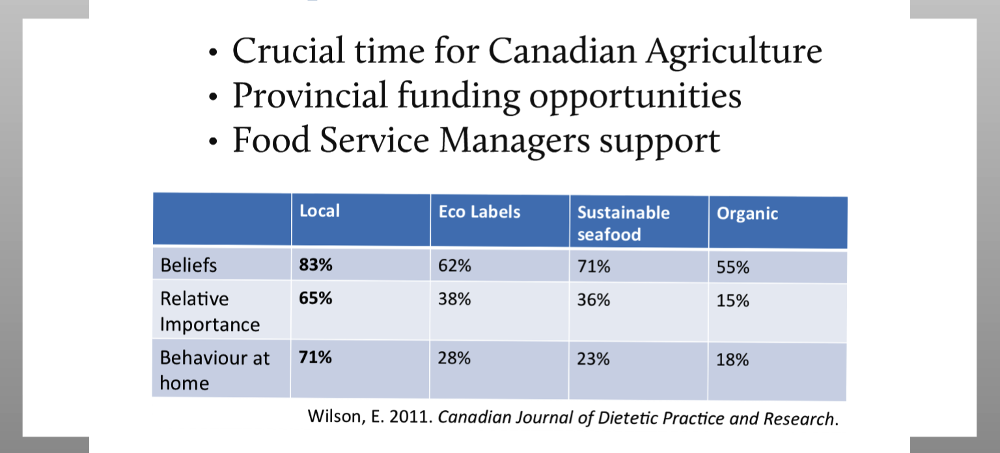 • Crucial time for Canadian Agriculture
• Provincial funding opportunities
• Food Service Managers support
Local Eco Labels Sustainable seafood Organic
Beliefs 83% 62% 71% 55%
Relative Importance 65% 38% 36% 15%
Behaviour at home 71% 28% 23% 18%
Wilson, E. 2011. Canadian Journal of Dietetic Practice and Research.